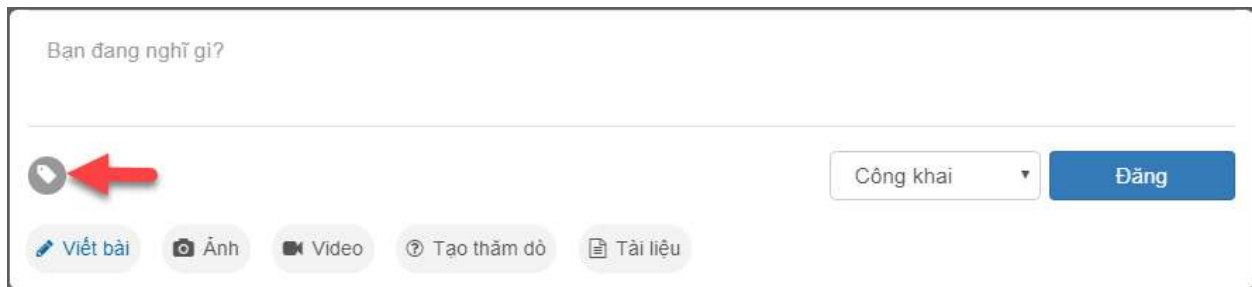 Bạn đang nghĩ gì?
Công khai
Đăng
Viết bài Ảnh Video Tạo thăm dò Tài liệu